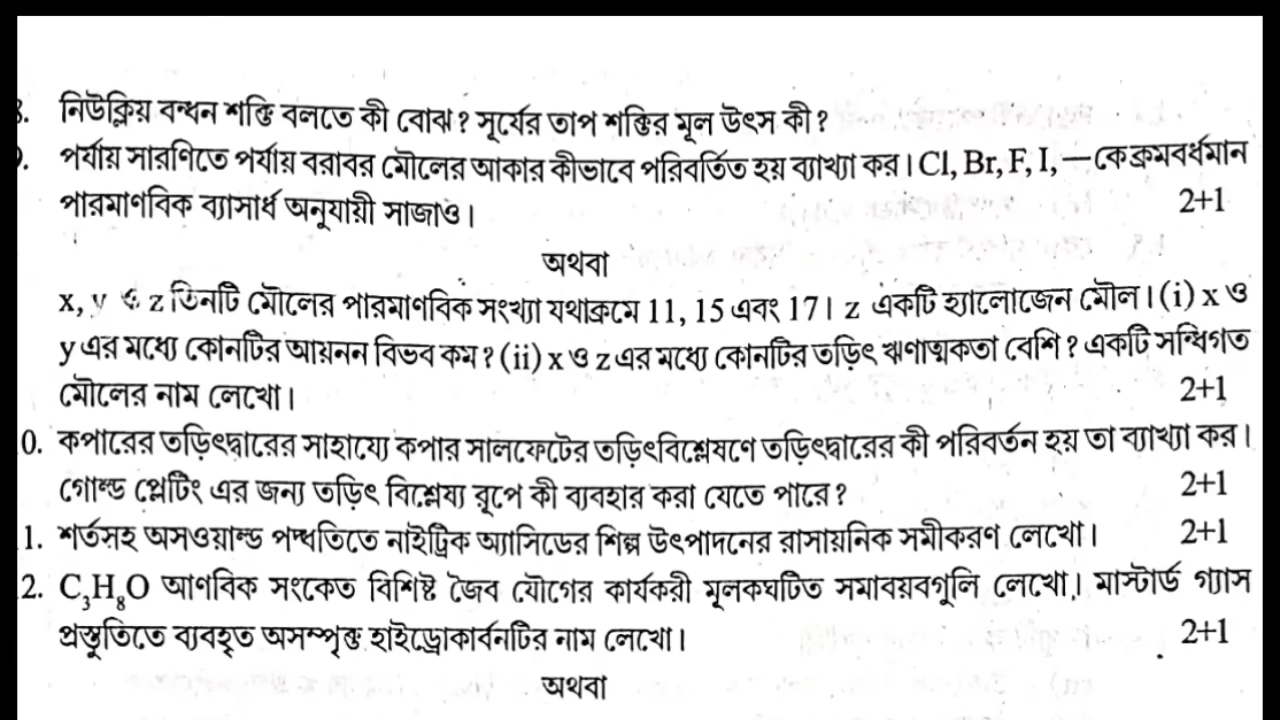 8. নিউক্লিয় বন্ধন শক্তি বলতে কী বোঝ? সূর্যের তাপ শক্তির মূল উৎস কী?
9. পর্যায় সারণিতে পর্যায় বরাবর মৌলের আকার কীভাবে পরিবর্তিত হয় ব্যাখ্যা কর। Cl, Br, F, I, —কে ক্রমবর্ধমান
পারমাণবিক ব্যাসার্ধ অনুযায়ী সাজাও। 2+1
অথবা
x, y ও z তিনটি মৌলের পারমাণবিক সংখ্যা যথাক্রমে 11, 15 এবং 17। z একটি হ্যালোজেন মৌল। (i) x ও
y এর মধ্যে কোনটির আয়নন বিভব কম? (ii) x ও z এর মধ্যে কোনটির তড়িৎ ঋণাত্মকতা বেশি? একটি সন্ধিগত
মৌলের নাম লেখো। 2+1
0. কপারের তড়িৎদ্বারের সাহায্যে কপার সালফেটের তড়িৎবিশ্লেষণে তড়িৎদ্বারের কী পরিবর্তন হয় তা ব্যাখ্যা কর।
গোল্ড প্লেটিং এর জন্য তড়িৎ বিশ্লেষ্য রূপে কী ব্যবহার করা যেতে পারে? 2+1
1. শর্তসহ অসওয়াল্ড পদ্ধতিতে নাইট্রিক অ্যাসিডের শিল্প উৎপাদনের রাসায়নিক সমীকরণ লেখো। 2+1
2. C₃H₈O আণবিক সংকেত বিশিষ্ট জৈব যৌগের কার্যকরী মূলকঘটিত সমাবয়বগুলি লেখো। মাস্টার্ড গ্যাস
প্রস্তুতিতে ব্যবহৃত অসম্পৃক্ত হাইড্রোকার্বনটির নাম লেখো। 2+1
অথবা